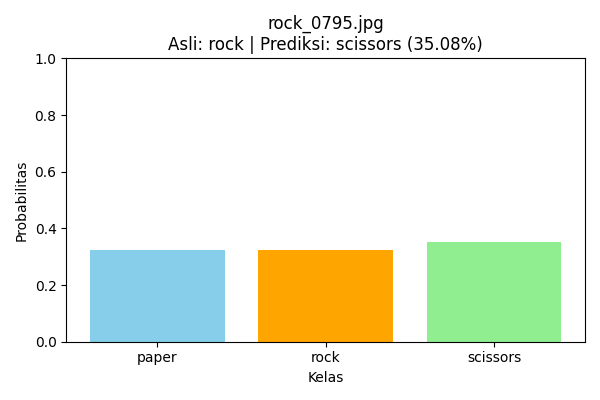 rock_0795.jpg
Asli: rock | Prediksi: scissors (35.08%)
1.0
0.8
0.6
0.4
0.2
0.0
Probabilitas
paper
rock
scissors
Kelas